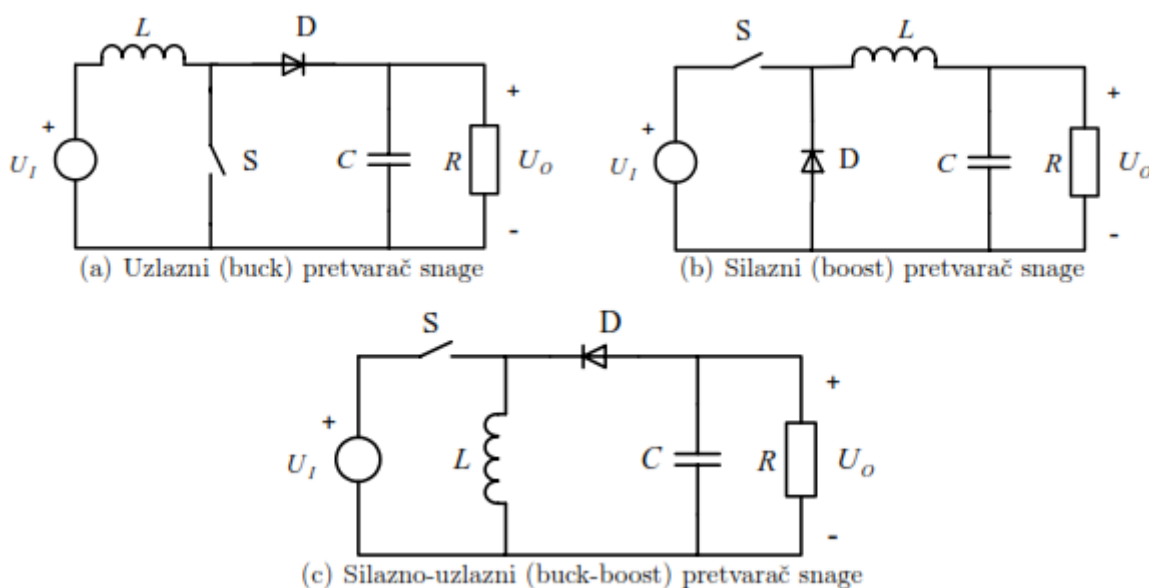 L
D
+
U_I
S
C
R
+
U_O
-
(a) Uzlazni (buck) pretvarač snage
S
L
+
U_I
D
C
R
+
U_O
-
(b) Silazni (boost) pretvarač snage
S
D
+
U_I
L
C
R
+
U_O
-
(c) Silazno-uzlazni (buck-boost) pretvarač snage